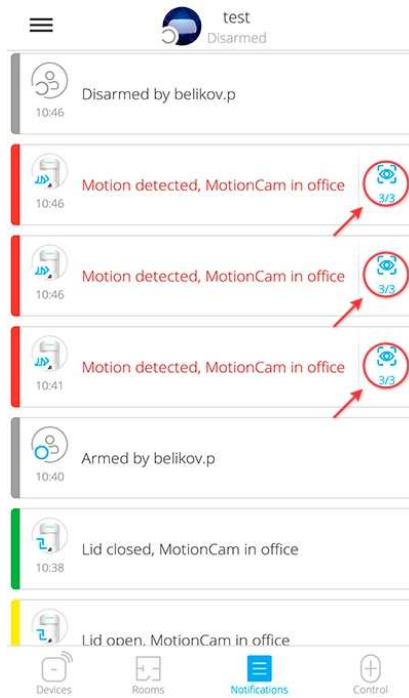 test
Disarmed
Disarmed by belikov.p
10:46
Motion detected, MotionCam in office
10:46
3/3
Motion detected, MotionCam in office
10:46
3/3
Motion detected, MotionCam in office
10:41
3/3
Armed by belikov.p
10:40
Lid closed, MotionCam in office
10:38
Lid open, MotionCam in office
Devices
Rooms
Notifications
Control